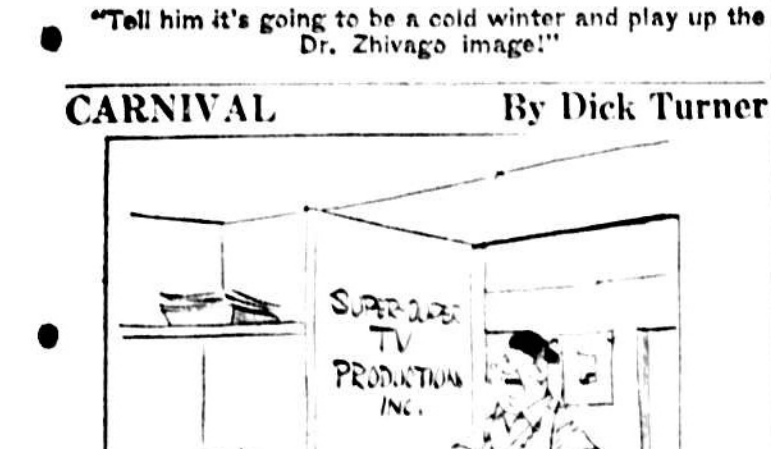 "Tell him it's going to be a cold winter and play up the
Dr. Zhivago image!"
CARNIVAL By Dick Turner
SUPER-DUPER
TV
PRODUCTIONS
INC.